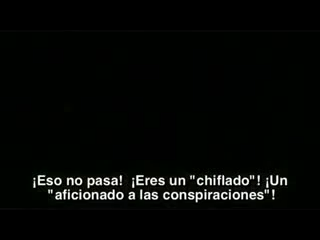 ¡Eso no pasa!  ¡Eres un "chiflado"! ¡Un
"aficionado a las conspiraciones"!